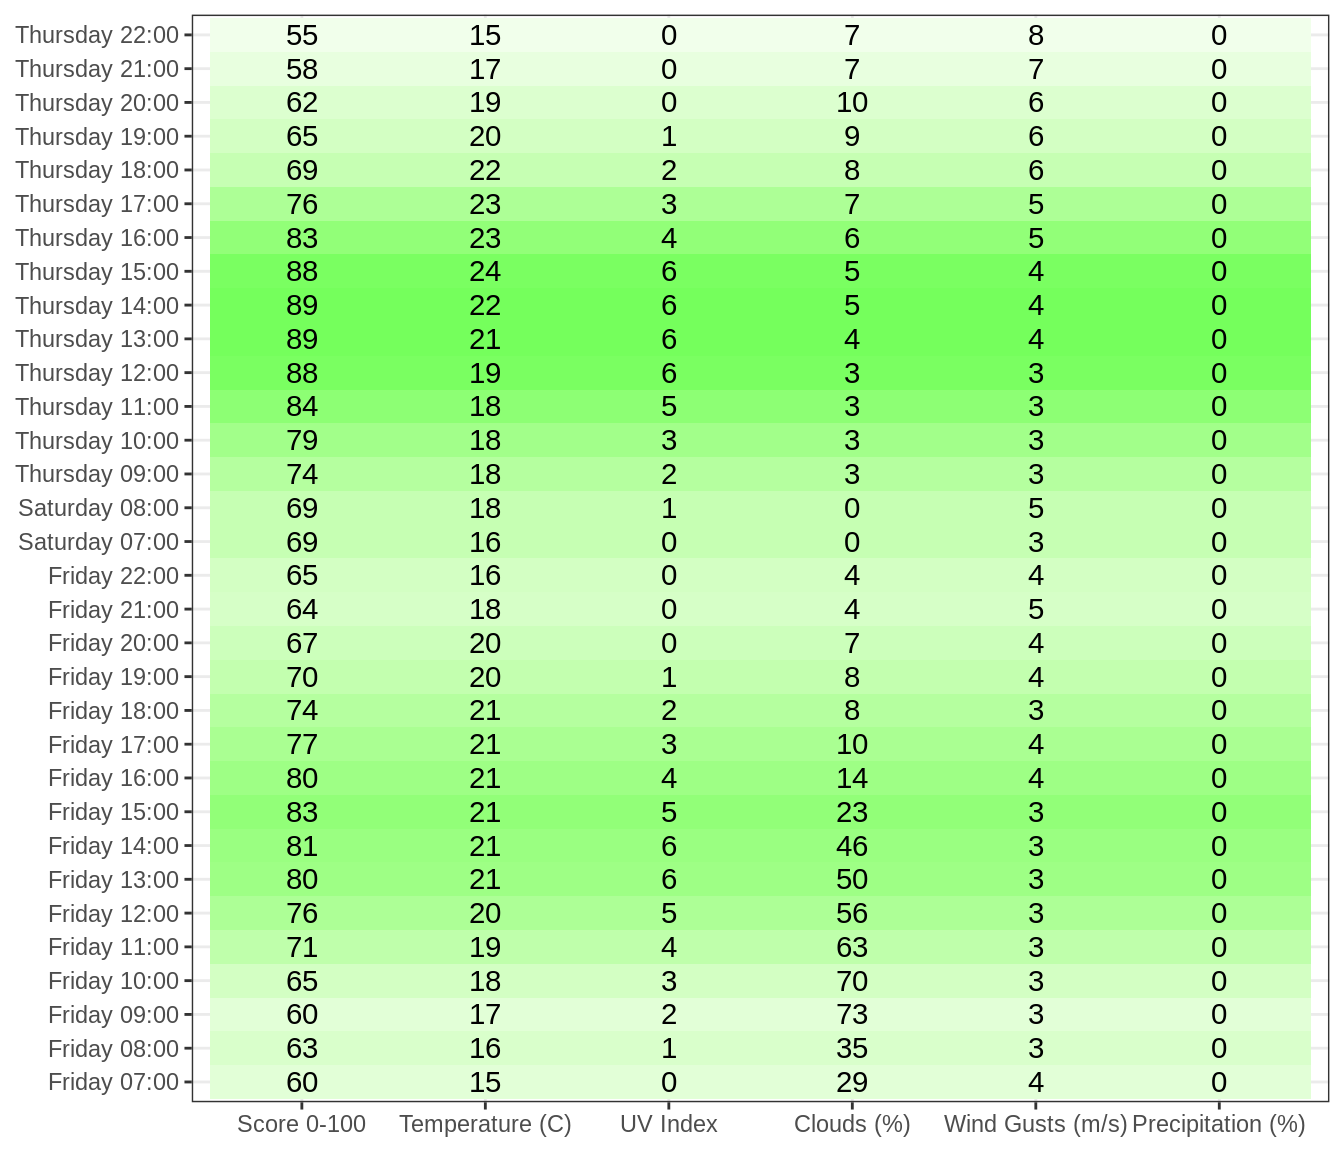 Thursday 22:00 55 15 0 7 8 0
Thursday 21:00 58 17 0 7 7 0
Thursday 20:00 62 19 0 10 6 0
Thursday 19:00 65 20 1 9 6 0
Thursday 18:00 69 22 2 8 6 0
Thursday 17:00 76 23 3 7 5 0
Thursday 16:00 83 23 4 6 5 0
Thursday 15:00 88 24 6 5 4 0
Thursday 14:00 89 22 6 5 4 0
Thursday 13:00 89 21 6 4 4 0
Thursday 12:00 88 19 6 3 3 0
Thursday 11:00 84 18 5 3 3 0
Thursday 10:00 79 18 3 3 3 0
Thursday 09:00 74 18 2 3 3 0
Saturday 08:00 69 18 1 0 5 0
Saturday 07:00 69 16 0 0 3 0
Friday 22:00 65 16 0 4 4 0
Friday 21:00 64 18 0 4 5 0
Friday 20:00 67 20 0 7 4 0
Friday 19:00 70 20 1 8 4 0
Friday 18:00 74 21 2 8 3 0
Friday 17:00 77 21 3 10 4 0
Friday 16:00 80 21 4 14 4 0
Friday 15:00 83 21 5 23 3 0
Friday 14:00 81 21 6 46 3 0
Friday 13:00 80 21 6 50 3 0
Friday 12:00 76 20 5 56 3 0
Friday 11:00 71 19 4 63 3 0
Friday 10:00 65 18 3 70 3 0
Friday 09:00 60 17 2 73 3 0
Friday 08:00 63 16 1 35 3 0
Friday 07:00 60 15 0 29 4 0
Score 0-100 Temperature (C) UV Index Clouds (%) Wind Gusts (m/s) Precipitation (%)